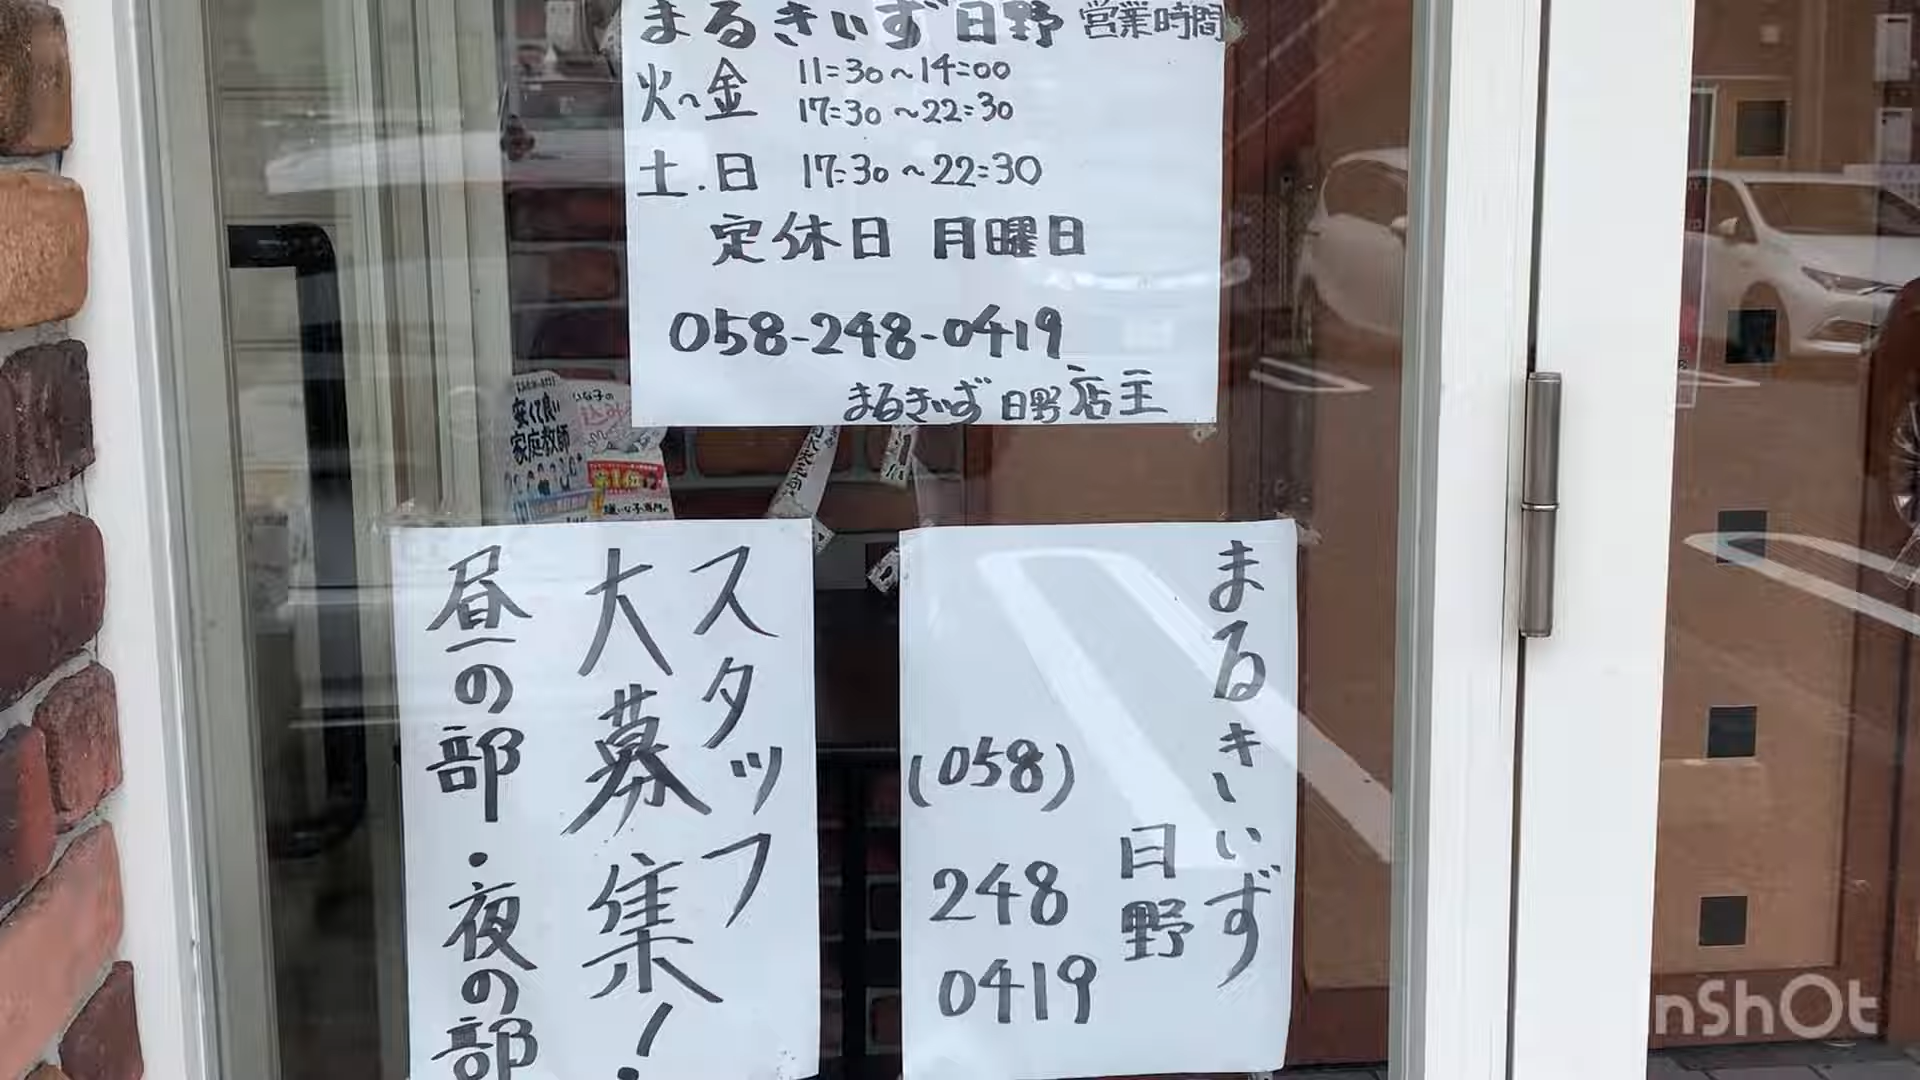 まるきいず日野 営業時間
火〜金 11=30〜14=00
17=30〜22=30
土.日 17=30〜22=30
定休日 月曜日
058-248-0419
まるきいず 日野 店主
安くて良い
家庭教師
スタッフ
大募集!
昼の部・夜の部
まるきいず
日野
(058)
248
0419
nShOt